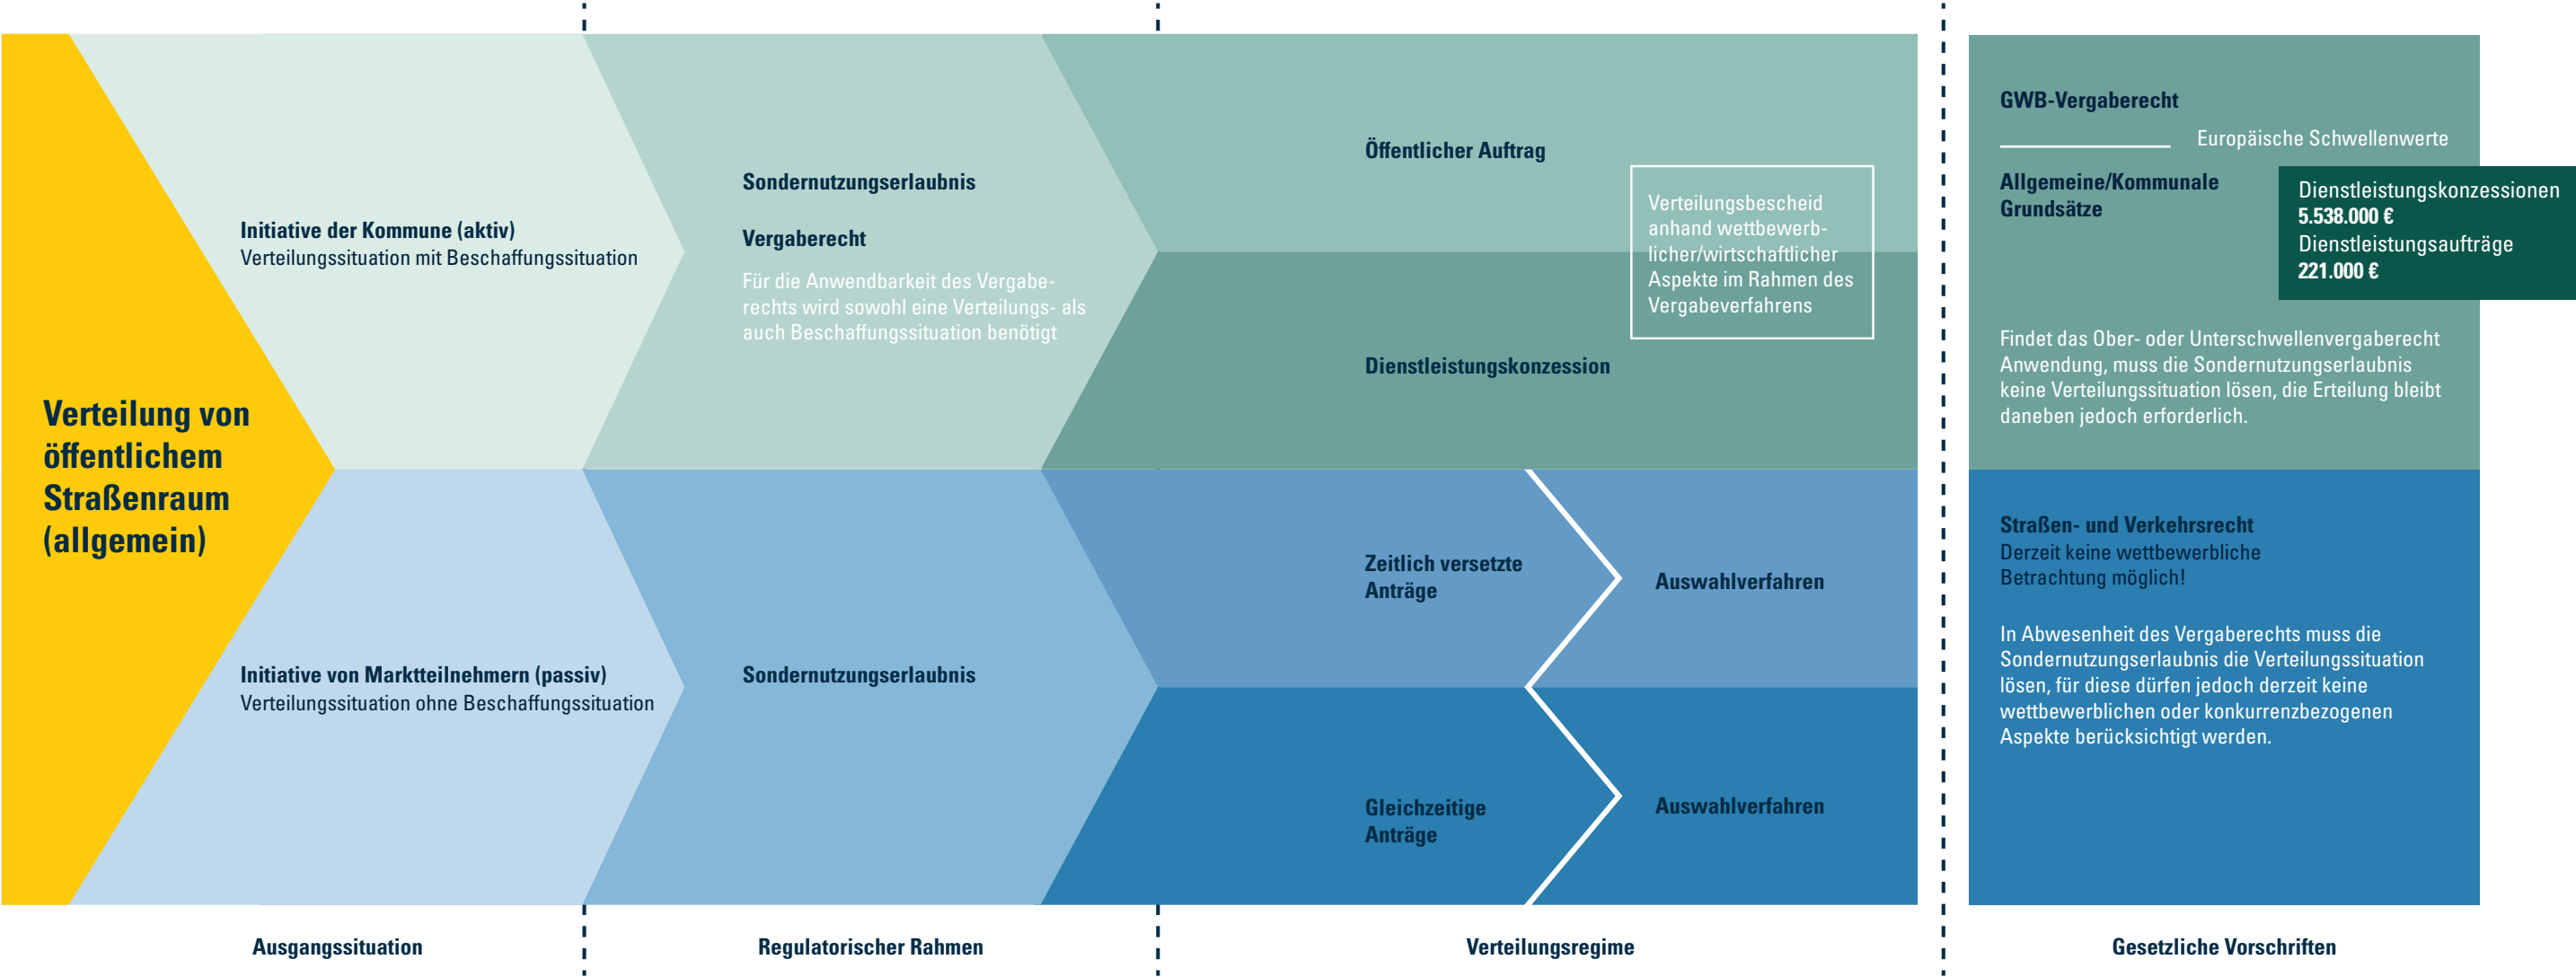 Verteilung von
öffentlichem
Straßenraum
(allgemein)
Initiative der Kommune (aktiv)
Verteilungssituation mit Beschaffungssituation
Sondernutzungserlaubnis
Vergaberecht
Für die Anwendbarkeit des Vergabe-
rechts wird sowohl eine Verteilungs- als
auch Beschaffungssituation benötigt
Öffentlicher Auftrag
Verteilungsbescheid
anhand wettbewerb-
licher/wirtschaftlicher
Aspekte im Rahmen des
Vergabeverfahrens
Dienstleistungskonzession
GWB-Vergaberecht
Europäische Schwellenwerte
Allgemeine/Kommunale
Grundsätze
Dienstleistungskonzessionen
5.538.000 €
Dienstleistungsaufträge
221.000 €
Findet das Ober- oder Unterschwellenvergaberecht
Anwendung, muss die Sondernutzungserlaubnis
keine Verteilungssituation lösen, die Erteilung bleibt
daneben jedoch erforderlich.
Initiative von Marktteilnehmern (passiv)
Verteilungssituation ohne Beschaffungssituation
Sondernutzungserlaubnis
Zeitlich versetzte
Anträge
Auswahlverfahren
Gleichzeitige
Anträge
Auswahlverfahren
Straßen- und Verkehrsrecht
Derzeit keine wettbewerbliche
Betrachtung möglich!
In Abwesenheit des Vergaberechts muss die
Sondernutzungserlaubnis die Verteilungssituation
lösen, für diese dürfen jedoch derzeit keine
wettbewerblichen oder konkurrenzbezogenen
Aspekte berücksichtigt werden.
Ausgangssituation
Regulatorischer Rahmen
Verteilungsregime
Gesetzliche Vorschriften